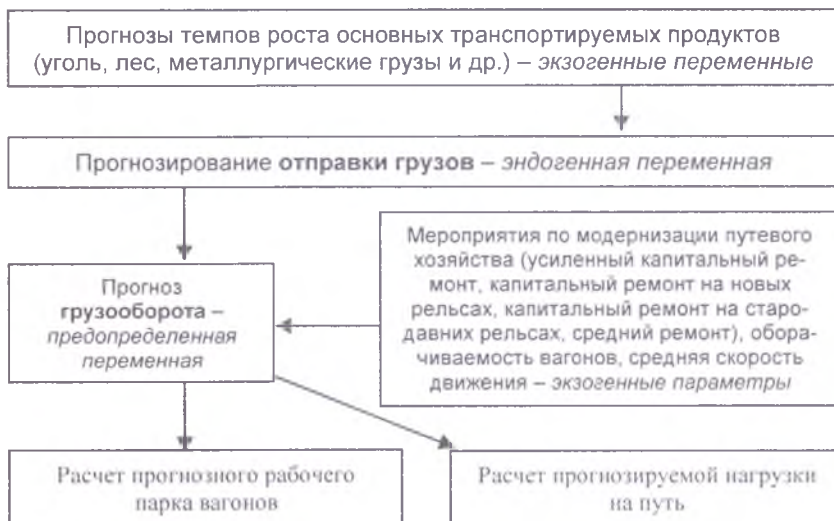 Прогнозы темпов роста основных транспортируемых продуктов
(уголь, лес, металлургические грузы и др.) – экзогенные переменные
Прогнозирование отправки грузов – эндогенная переменная
Прогноз
грузооборота –
предопределенная
переменная
Мероприятия по модернизации путевого
хозяйства (усиленный капитальный ре-
монт, капитальный ремонт на новых
рельсах, капитальный ремонт на старо-
давних рельсах, средний ремонт), обора-
чиваемость вагонов, средняя скорость
движения – экзогенные параметры
Расчет прогнозного рабочего
парка вагонов
Расчет прогнозируемой нагрузки
на путь